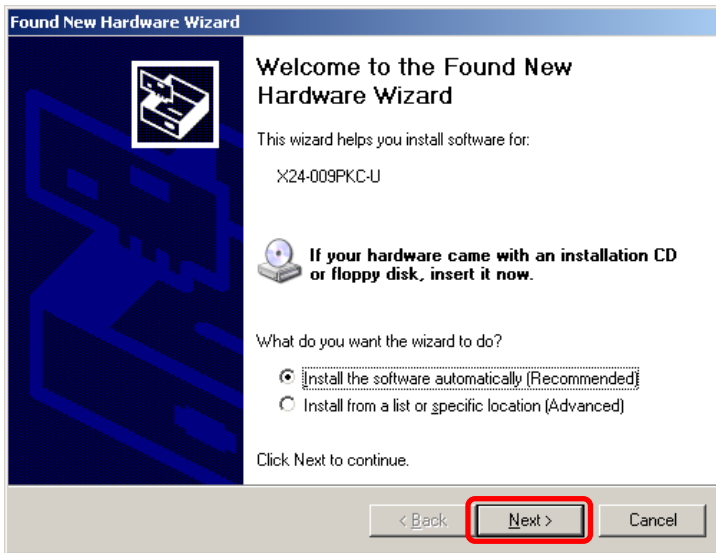 Found New Hardware Wizard
Welcome to the Found New
Hardware Wizard
This wizard helps you install software for:
X24-009PKC-U
If your hardware came with an installation CD
or floppy disk, insert it now.
What do you want the wizard to do?
Install the software automatically (Recommended)
Install from a list or specific location (Advanced)
Click Next to continue.
< Back Next > Cancel